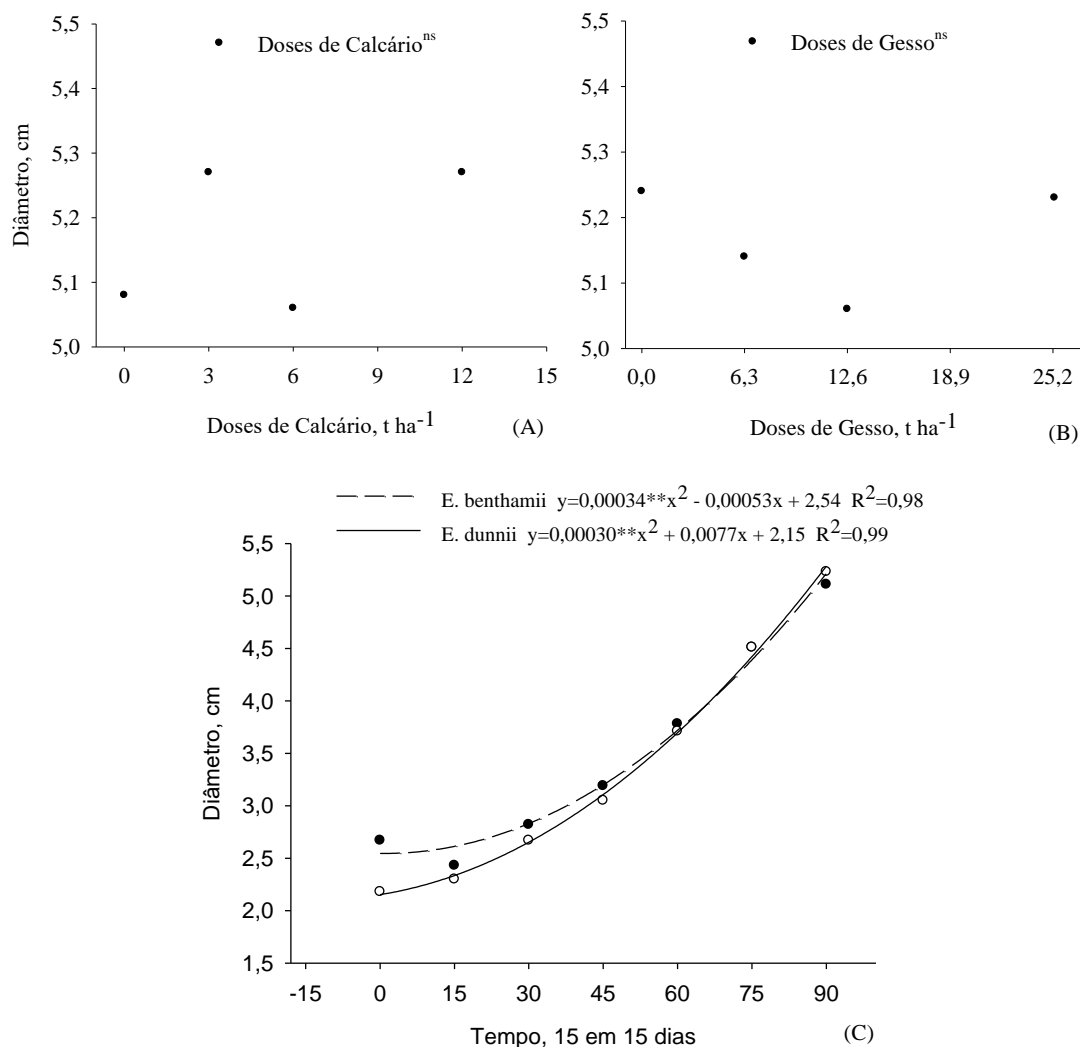 Doses de Calcário^ns
5,5
5,4
5,3
5,2
5,1
5,0
Diâmetro, cm
0 3 6 9 12 15
Doses de Calcário, t ha-1 (A)
Doses de Gesso^ns
5,5
5,4
5,3
5,2
5,1
5,0
0,0 6,3 12,6 18,9 25,2
Doses de Gesso, t ha-1 (B)
E. benthamii y=0,00034**x2 - 0,00053x + 2,54 R2=0,98
E. dunnii y=0,00030**x2 + 0,0077x + 2,15 R2=0,99
5,5
5,0
4,5
4,0
3,5
3,0
2,5
2,0
1,5
Diâmetro, cm
-15 0 15 30 45 60 75 90
Tempo, 15 em 15 dias (C)